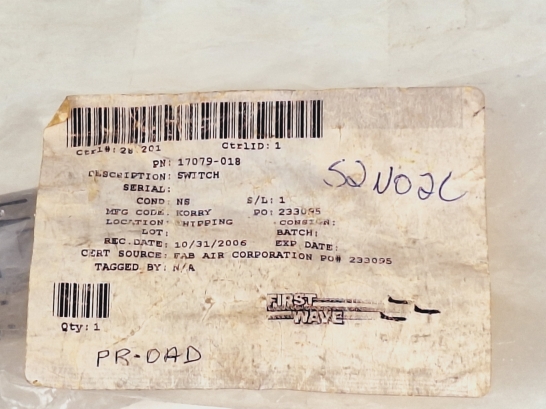 Ctrl#: 28 201 CtrlID: 1
PN: 17079-018
DESCRIPTION: SWITCH
SERIAL:
COND: NS S/L: 1
MFG CODE: KORRY PO: 233095
LOCATION: SHIPPING CONSIGN:
LOT: BATCH:
REC.DATE: 10/31/2006 EXP DATE:
CERT SOURCE: FAB AIR CORPORATION PO# 233095
TAGGED BY: N/A
S2N02C
Qty: 1
FIRST
WAVE
PR-OAD